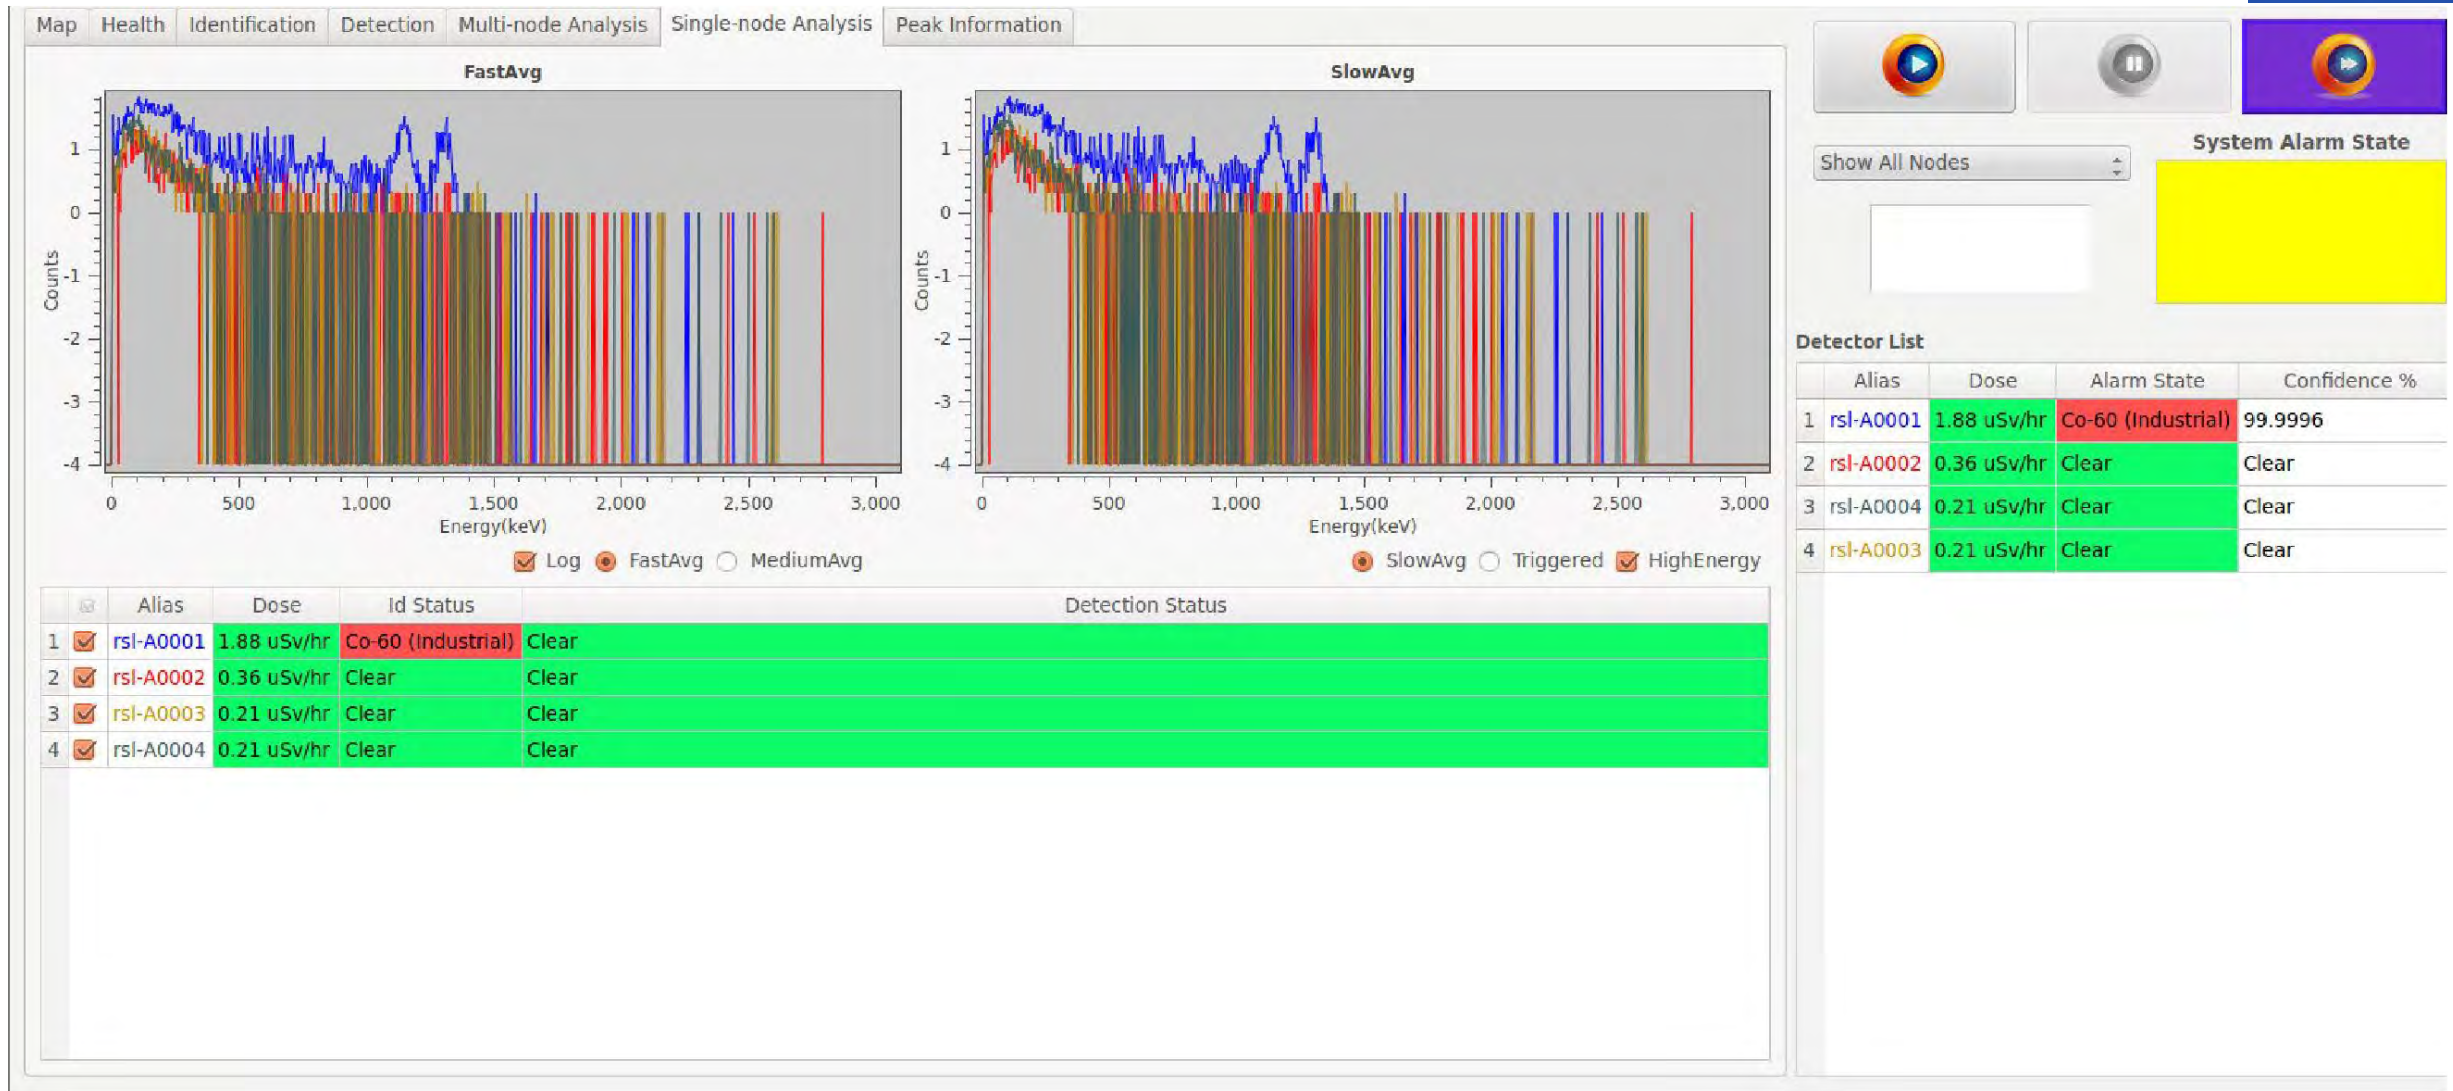 Map Health Identification Detection Multi-node Analysis Single-node Analysis Peak Information
FastAvg
1
0
-1
-2
-3
-4
Counts
0 500 1,000 1,500 2,000 2,500 3,000
Energy(keV)
Log FastAvg MediumAvg
SlowAvg
1
0
-1
-2
-3
-4
Counts
0 500 1,000 1,500 2,000 2,500 3,000
Energy(keV)
SlowAvg Triggered HighEnergy
Alias Dose Id Status Detection Status
1 rsl-A0001 1.88 uSv/hr Co-60 (Industrial) Clear
2 rsl-A0002 0.36 uSv/hr Clear Clear
3 rsl-A0003 0.21 uSv/hr Clear Clear
4 rsl-A0004 0.21 uSv/hr Clear Clear
Show All Nodes
System Alarm State
Detector List
Alias Dose Alarm State Confidence %
1 rsl-A0001 1.88 uSv/hr Co-60 (Industrial) 99.9996
2 rsl-A0002 0.36 uSv/hr Clear Clear
3 rsl-A0004 0.21 uSv/hr Clear Clear
4 rsl-A0003 0.21 uSv/hr Clear Clear